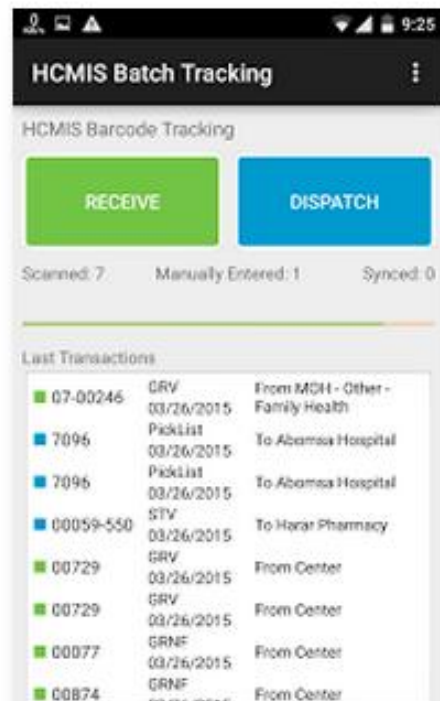 9:25
HCMIS Batch Tracking
HCMIS Barcode Tracking
RECEIVE DISPATCH
Scanned: 7 Manually Entered: 1 Synced: 0
Last Transactions
07-00246 GRV 03/26/2015 From MOH - Other - Family Health
7096 PickList 03/26/2015 To Abomsa Hospital
7096 PickList 03/26/2015 To Abomsa Hospital
00059-550 STV 03/26/2015 To Harar Pharmacy
00729 GRV 03/26/2015 From Center
00729 GRV 03/26/2015 From Center
00077 GRNF 03/26/2015 From Center
00874 GRNF From Center